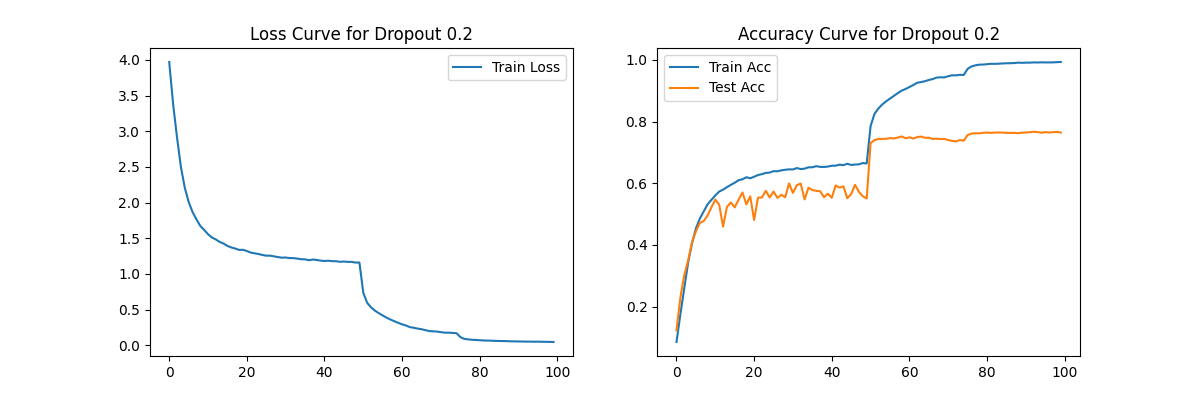 Loss Curve for Dropout 0.2
4.0
3.5
3.0
2.5
2.0
1.5
1.0
0.5
0.0
0 20 40 60 80 100
Train Loss
Accuracy Curve for Dropout 0.2
1.0
0.8
0.6
0.4
0.2
0 20 40 60 80 100
Train Acc
Test Acc